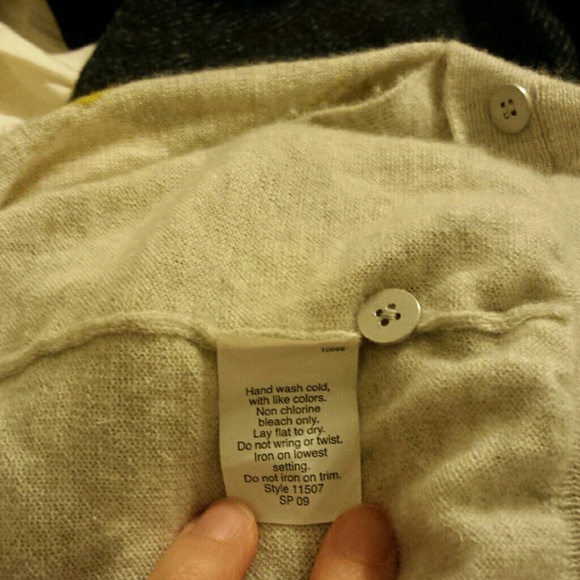 10098
Hand wash cold,
with like colors.
Non chlorine
bleach only.
Lay flat to dry.
Do not wring or twist.
Iron on lowest
setting.
Do not iron on trim.
Style 11507
SP 09